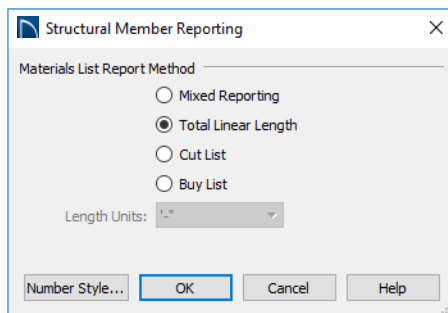 Structural Member Reporting
Materials List Report Method
Mixed Reporting
Total Linear Length
Cut List
Buy List
Length Units: '-"
Number Style... OK Cancel Help